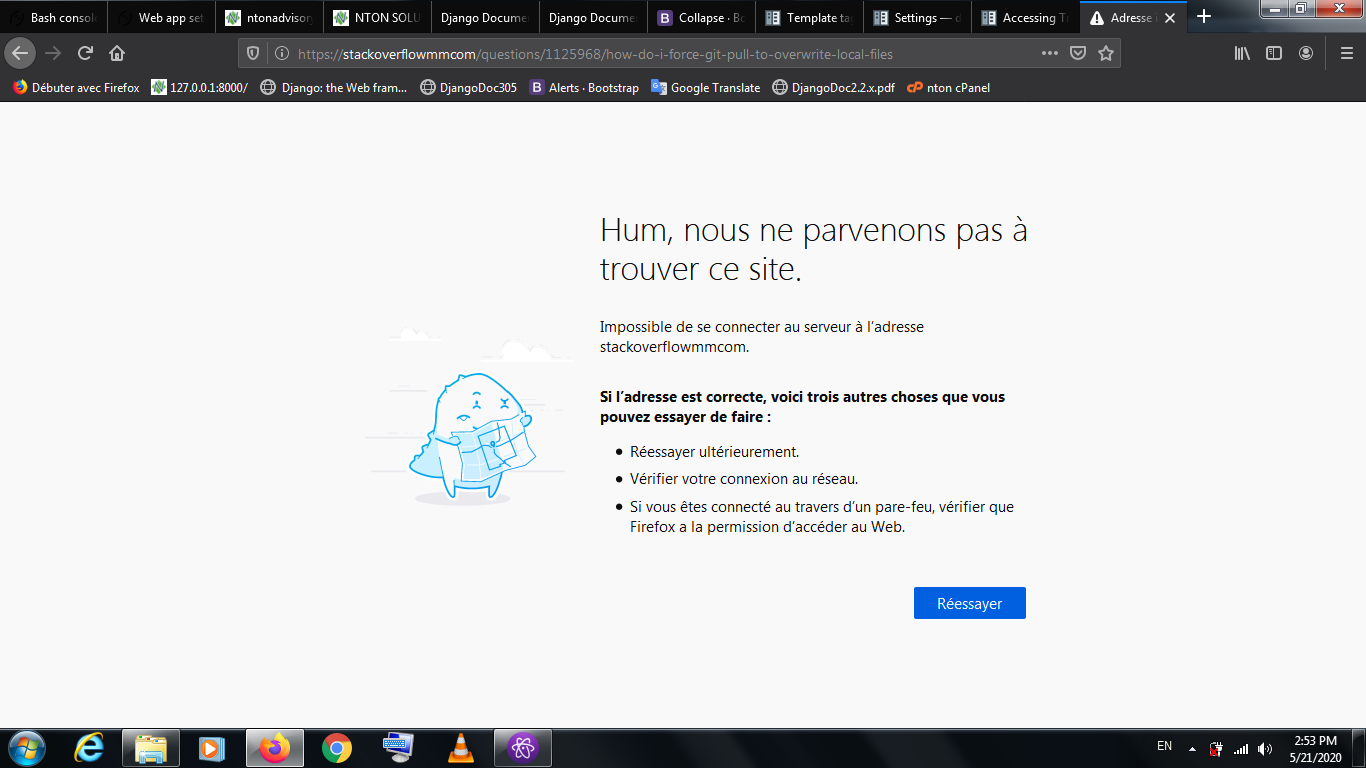 Bash consol
Web app set
ntonadvisory
NTON SOLU
Django Docume
Django Docume
Collapse · Bo
Template tag
Settings — d
Accessing Tr
Adresse i
https://stackoverflowmmcom/questions/1125968/how-do-i-force-git-pull-to-overwrite-local-files
Débuter avec Firefox
127.0.0.1:8000/
Django: the Web fram...
DjangoDoc305
B Alerts · Bootstrap
Google Translate
DjangoDoc2.2.x.pdf
cP nton cPanel
Hum, nous ne parvenons pas à
trouver ce site.
Impossible de se connecter au serveur à l’adresse
stackoverflowmmcom.
Si l’adresse est correcte, voici trois autres choses que vous
pouvez essayer de faire :
• Réessayer ultérieurement.
• Vérifier votre connexion au réseau.
• Si vous êtes connecté au travers d’un pare-feu, vérifier que
Firefox a la permission d’accéder au Web.
Réessayer
EN
2:53 PM
5/21/2020